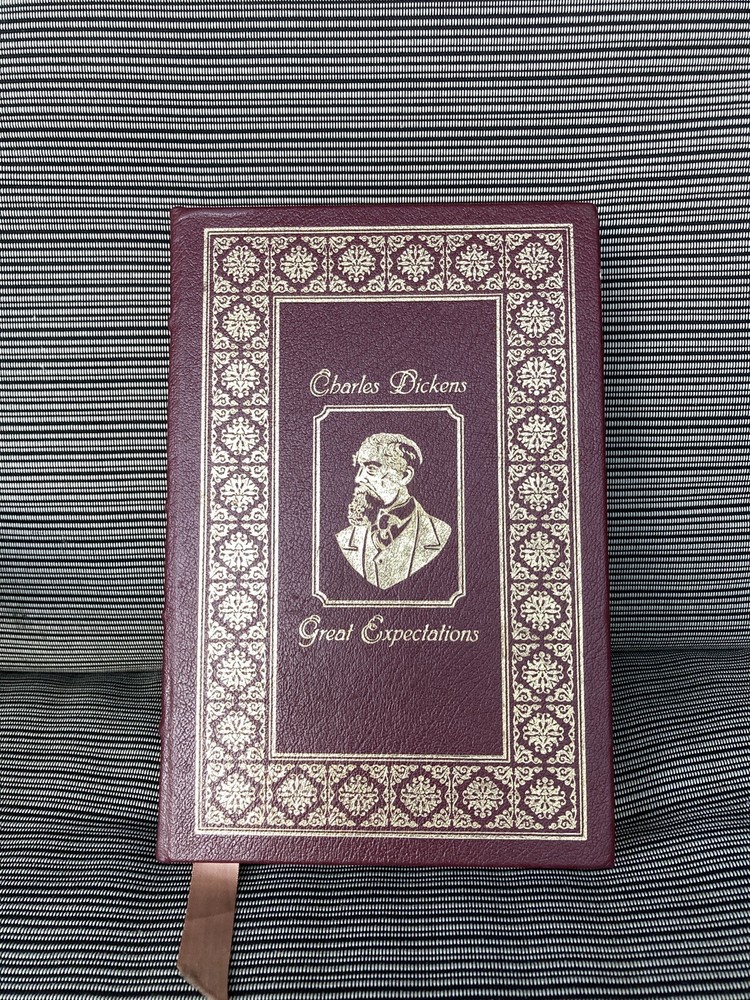 Charles Dickens
Great Expectations